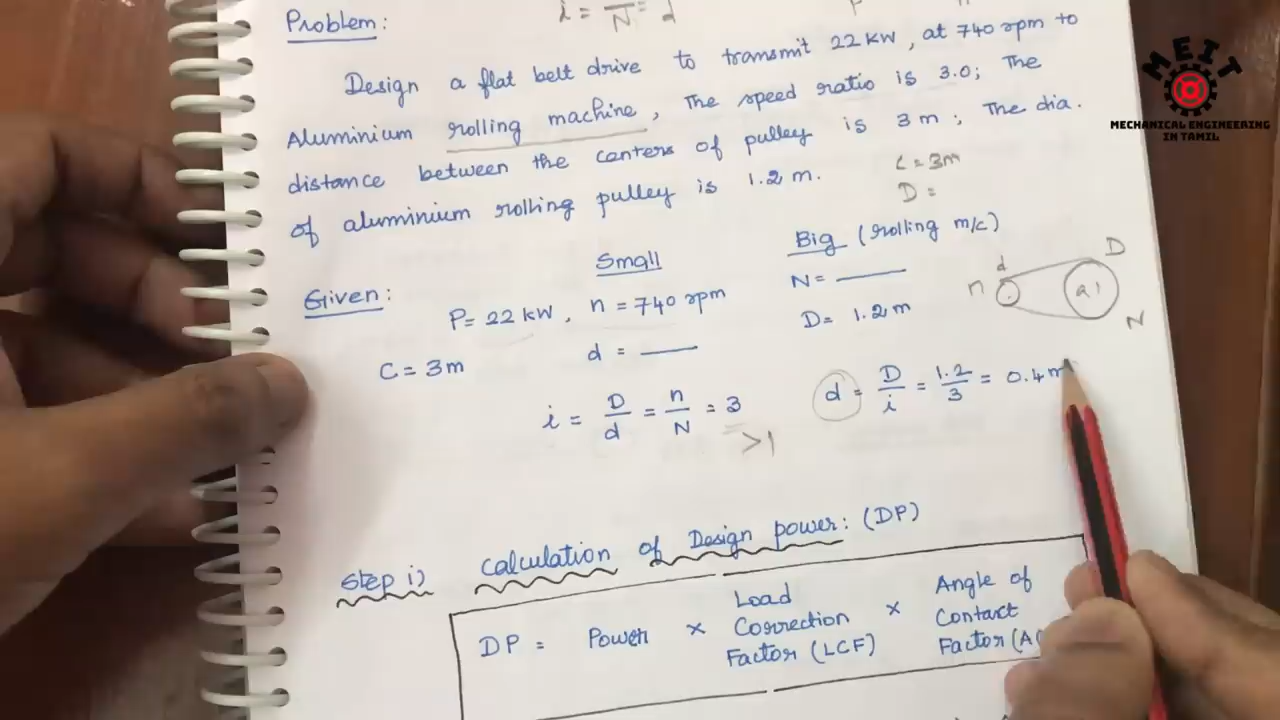 i = — = d
N
Problem:
Design a flat belt drive to transmit 22 KW, at 740 rpm to
Aluminium rolling machine, The speed ratio is 3.0; The
distance between the centers of pulley is 3 m; The dia.
of aluminium rolling pulley is 1.2 m.
C = 3m
D =
MEIT
MECHANICAL ENGINEERING
IN TAMIL
Small
Big (rolling m/c)
Given:
P = 22 KW, n = 740 rpm
N = ———
C = 3m
d = ———
D = 1.2 m
d D
n al
N
i = D/d = n/N = 3
>1
d = D/i = 1.2/3 = 0.4 m
Step i) Calculation of Design power: (DP)
DP = Power × Load Correction Factor (LCF) × Angle of Contact Factor (A